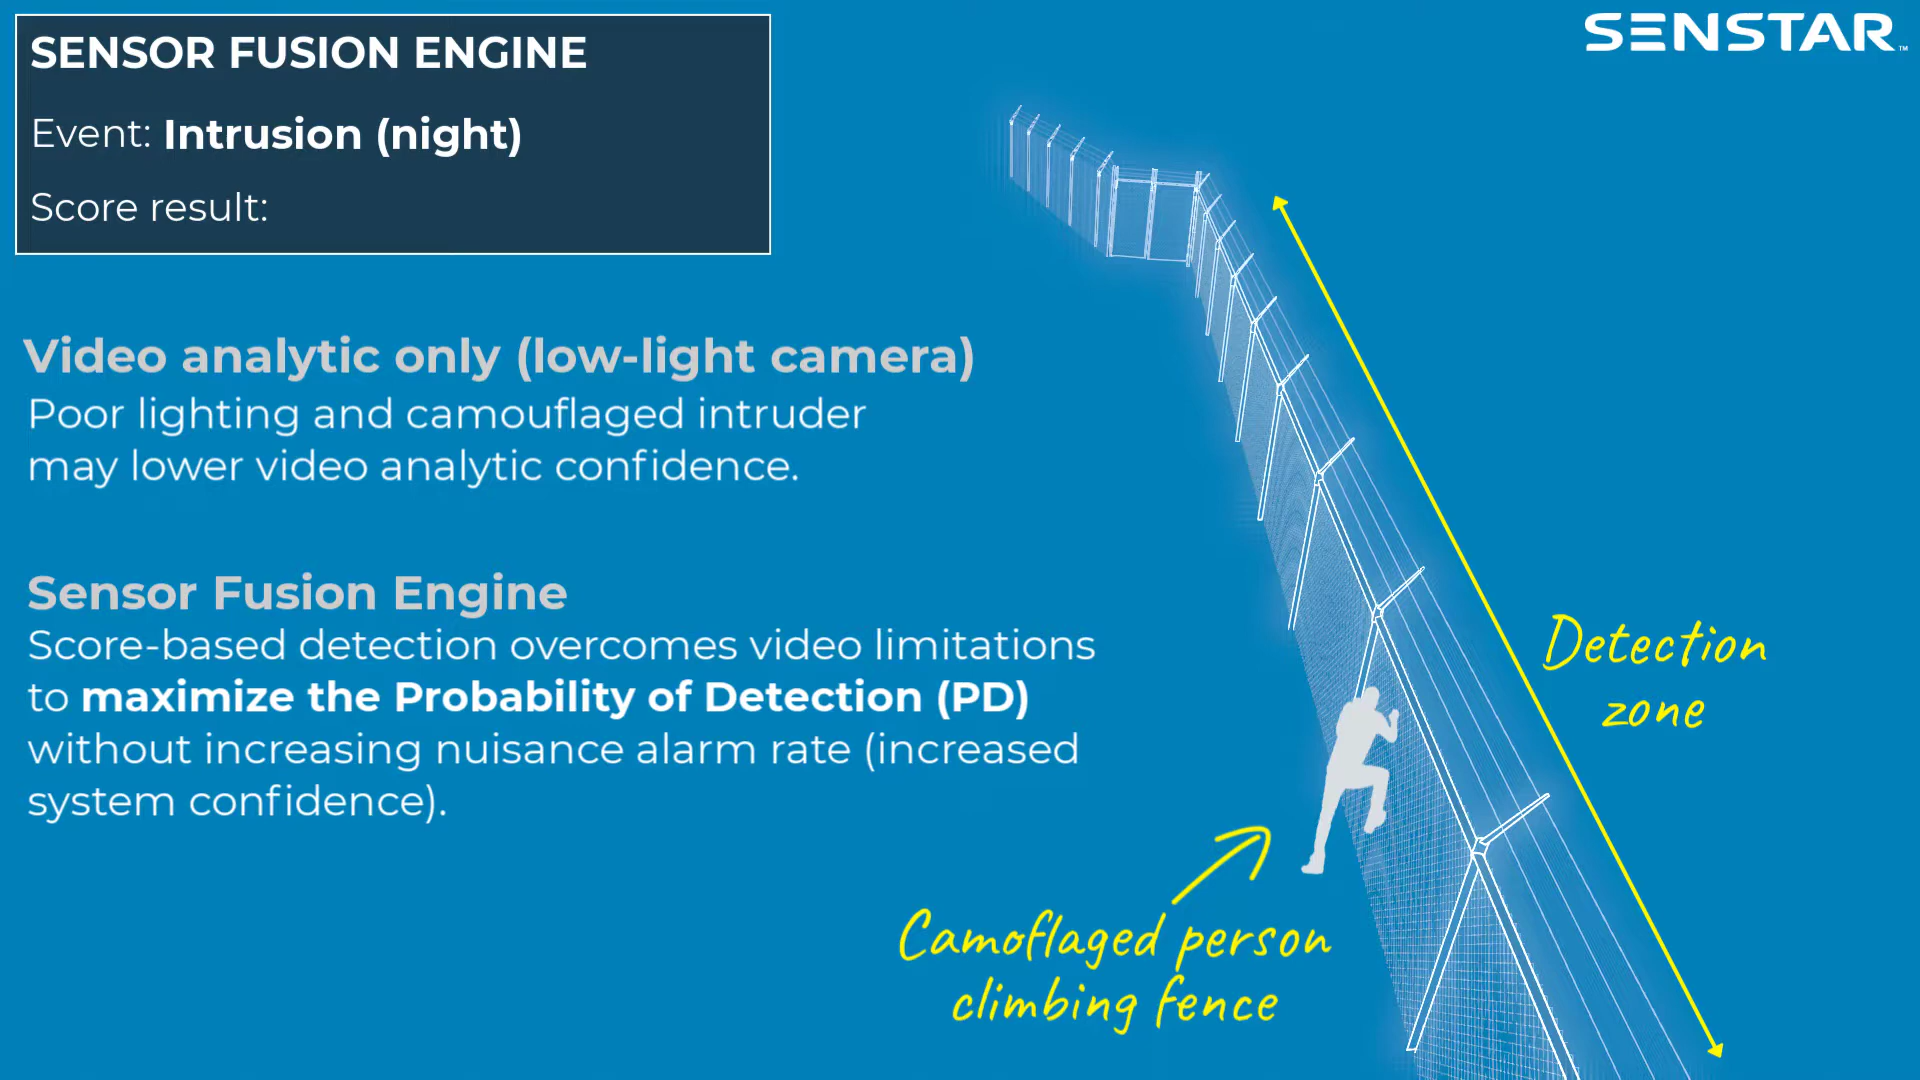 SENSOR FUSION ENGINE
Event: Intrusion (night)
Score result:
SENSTAR™
Video analytic only (low-light camera)
Poor lighting and camouflaged intruder
may lower video analytic confidence.
Sensor Fusion Engine
Score-based detection overcomes video limitations
to maximize the Probability of Detection (PD)
without increasing nuisance alarm rate (increased
system confidence).
Detection
zone
Camoflaged person
climbing fence